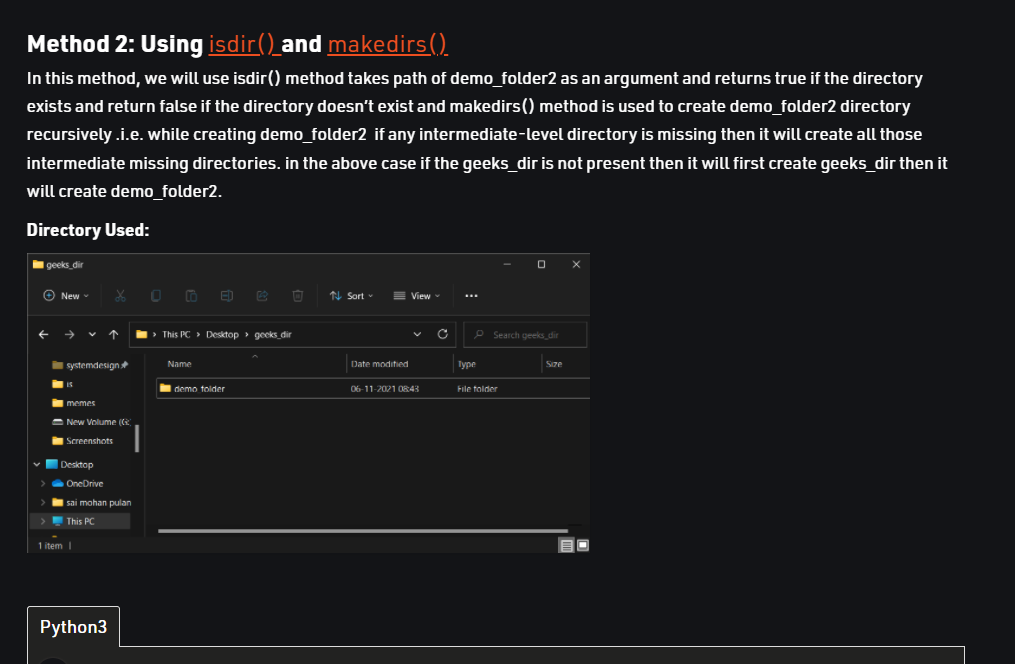 Method 2: Using isdir() and makedirs()
In this method, we will use isdir() method takes path of demo_folder2 as an argument and returns true if the directory
exists and return false if the directory doesn’t exist and makedirs() method is used to create demo_folder2 directory
recursively .i.e. while creating demo_folder2 if any intermediate-level directory is missing then it will create all those
intermediate missing directories. in the above case if the geeks_dir is not present then it will first create geeks_dir then it
will create demo_folder2.
Directory Used:
geeks_dir
New Sort View
This PC > Desktop > geeks_dir Search geeks_dir
Name Date modified Type Size
demo_folder 06-11-2021 08:43 File folder
systemdesign
is
memes
New Volume (G:
Screenshots
Desktop
OneDrive
sai mohan pulan
This PC
1 item
Python3